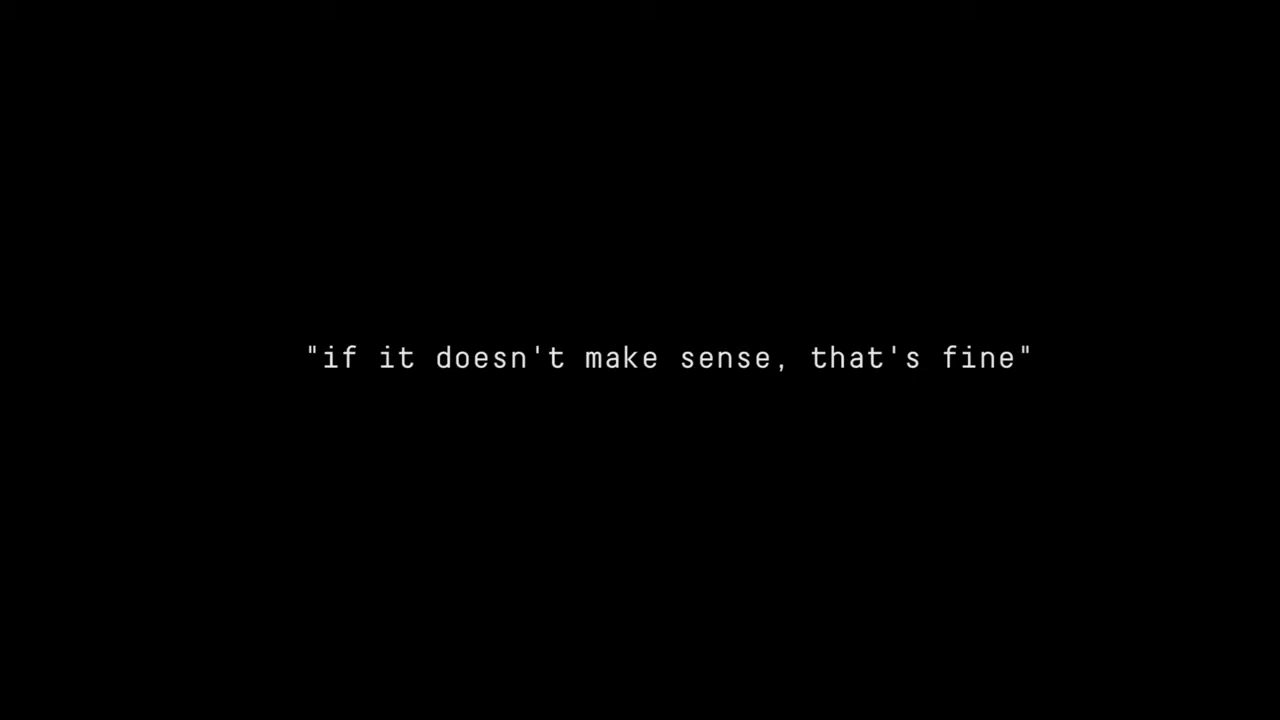 "if it doesn't make sense, that's fine"